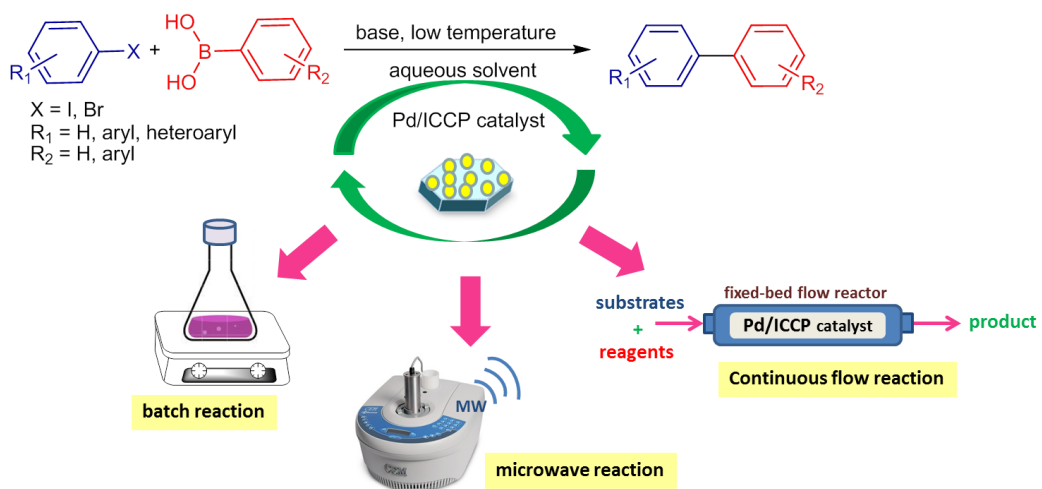 HO
B
HO
X
+
R1
R2
base, low temperature
aqueous solvent
R1
R2
X = I, Br
R1 = H, aryl, heteroaryl
R2 = H, aryl
Pd/ICCP catalyst
batch reaction
MW
CEM
microwave reaction
fixed-bed flow reactor
substrates
+
reagents
Pd/ICCP catalyst
product
Continuous flow reaction